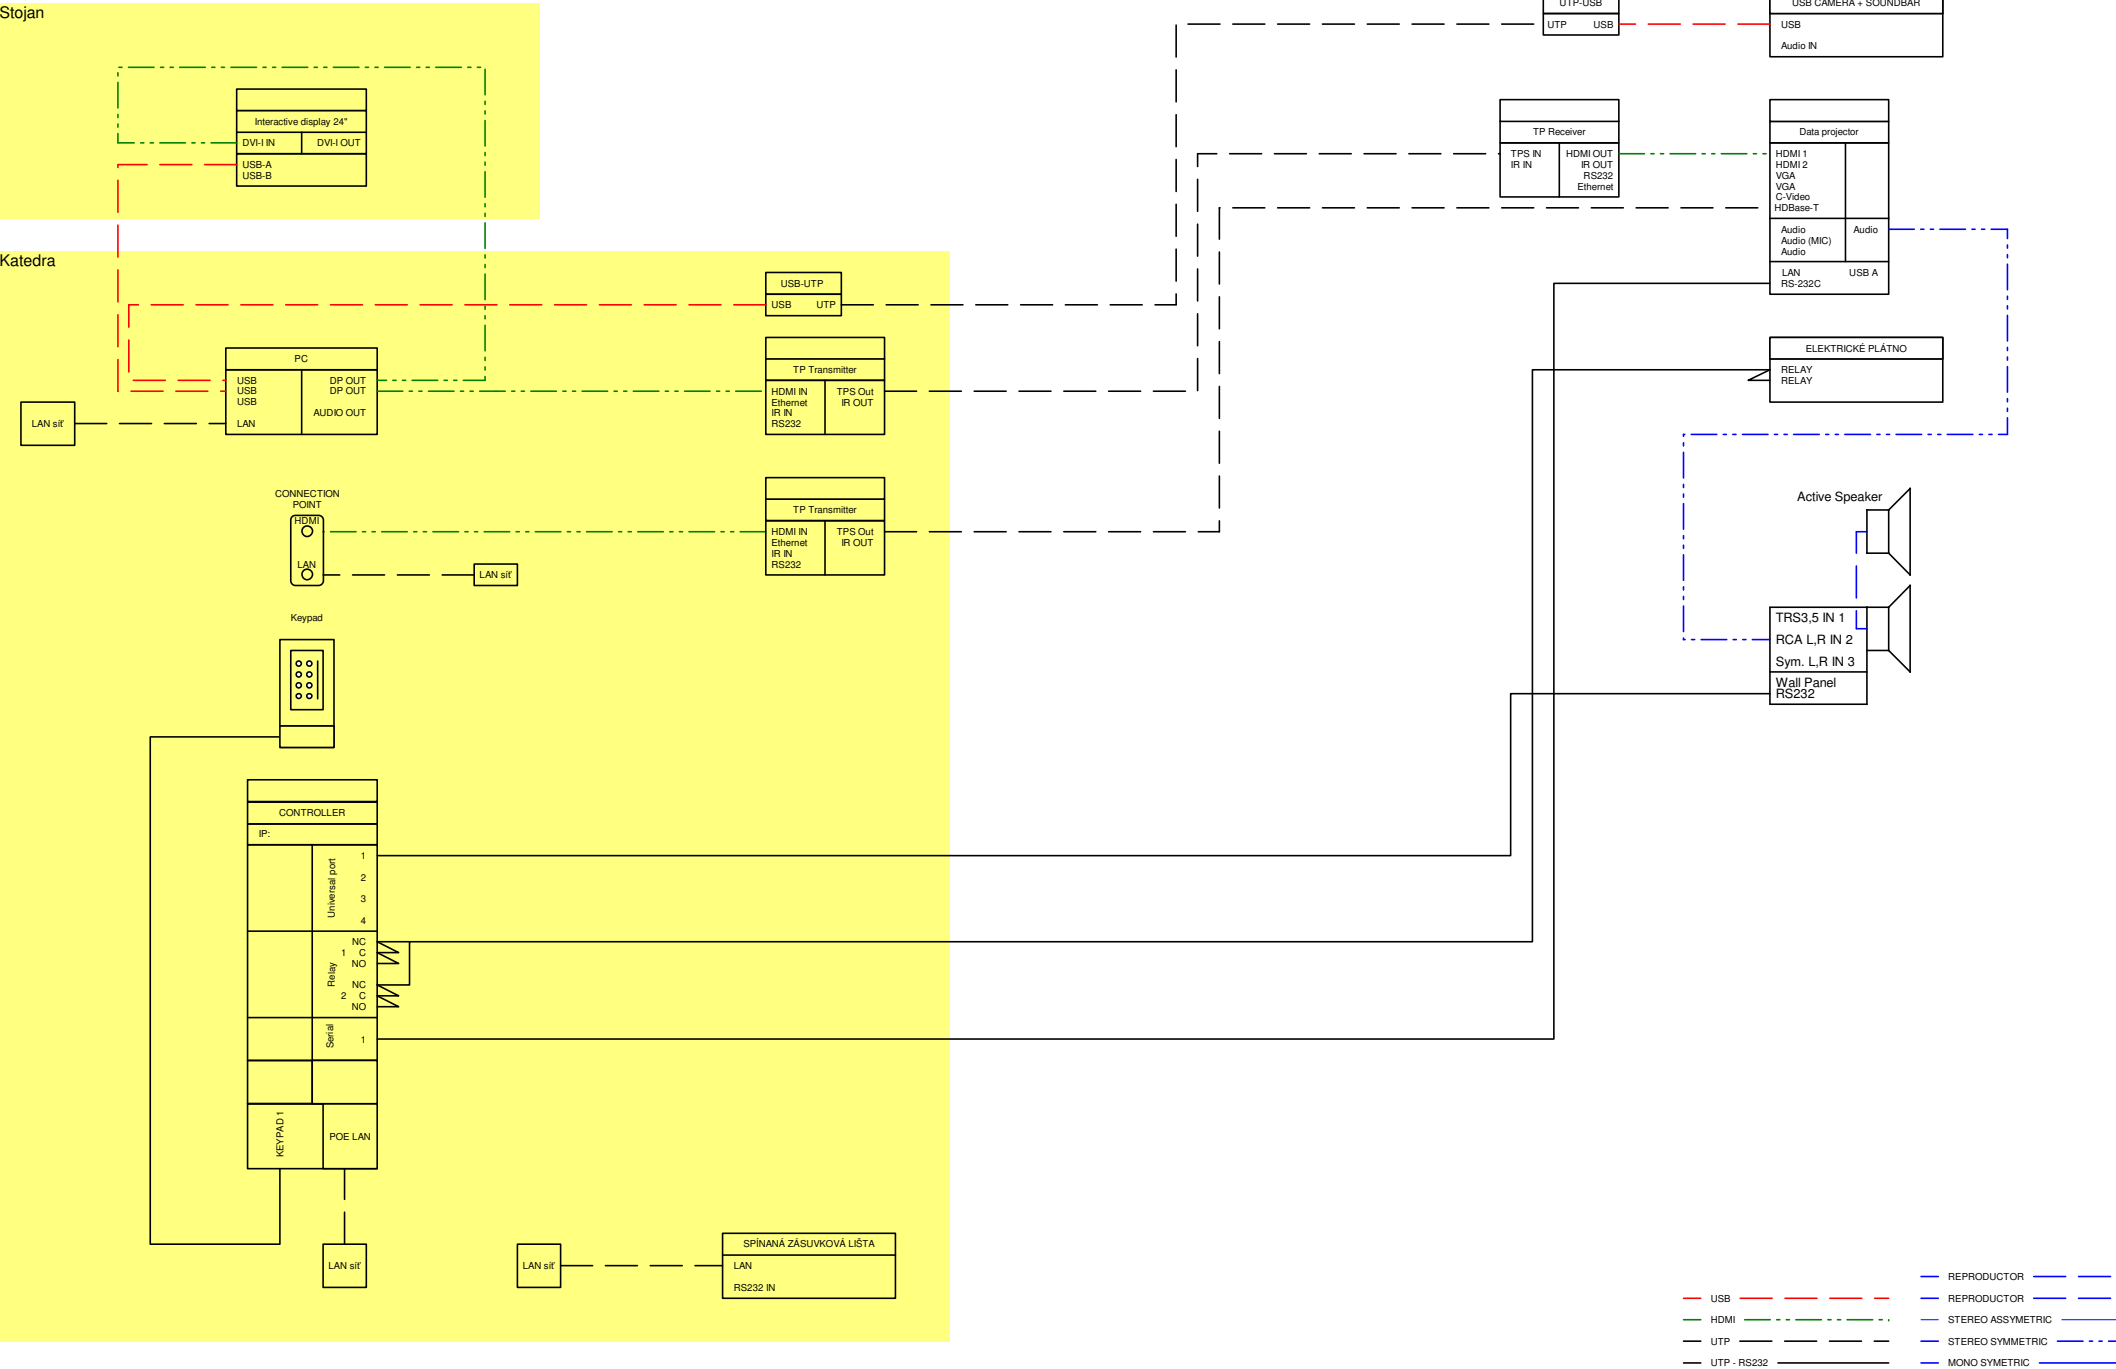 Stojan
Interactive display 24"
DVI-I IN DVI-I OUT
USB-A
USB-B
UTP-USB
UTP USB
USB CAMERA + SOUNDBAR
USB
Audio IN
TP Receiver
TPS IN HDMI OUT
IR IN IR OUT
RS232
Ethernet
Data projector
HDMI 1
HDMI 2
VGA
VGA
C-Video
HDBase-T
Audio Audio
Audio (MIC)
Audio
LAN USB A
RS-232C
Katedra
USB-UTP
USB UTP
PC
USB DP OUT
USB DP OUT
USB
AUDIO OUT
LAN
LAN síť
TP Transmitter
HDMI IN TPS Out
Ethernet IR OUT
IR IN
RS232
ELEKTRICKÉ PLÁTNO
RELAY
RELAY
CONNECTION
POINT
HDMI
LAN
LAN síť
TP Transmitter
HDMI IN TPS Out
Ethernet IR OUT
IR IN
RS232
Active Speaker
TRS3,5 IN 1
RCA L,R IN 2
Sym. L,R IN 3
Wall Panel
RS232
Keypad
CONTROLLER
IP:
Universal port
1
2
3
4
Relay
NC
1 C
NO
NC
2 C
NO
Serial
1
KEYPAD 1
POE LAN
LAN síť
LAN síť
SPÍNANÁ ZÁSUVKOVÁ LIŠTA
LAN
RS232 IN
USB
HDMI
UTP
UTP - RS232
REPRODUCTOR
REPRODUCTOR
STEREO ASSYMETRIC
STEREO SYMMETRIC
MONO SYMETRIC